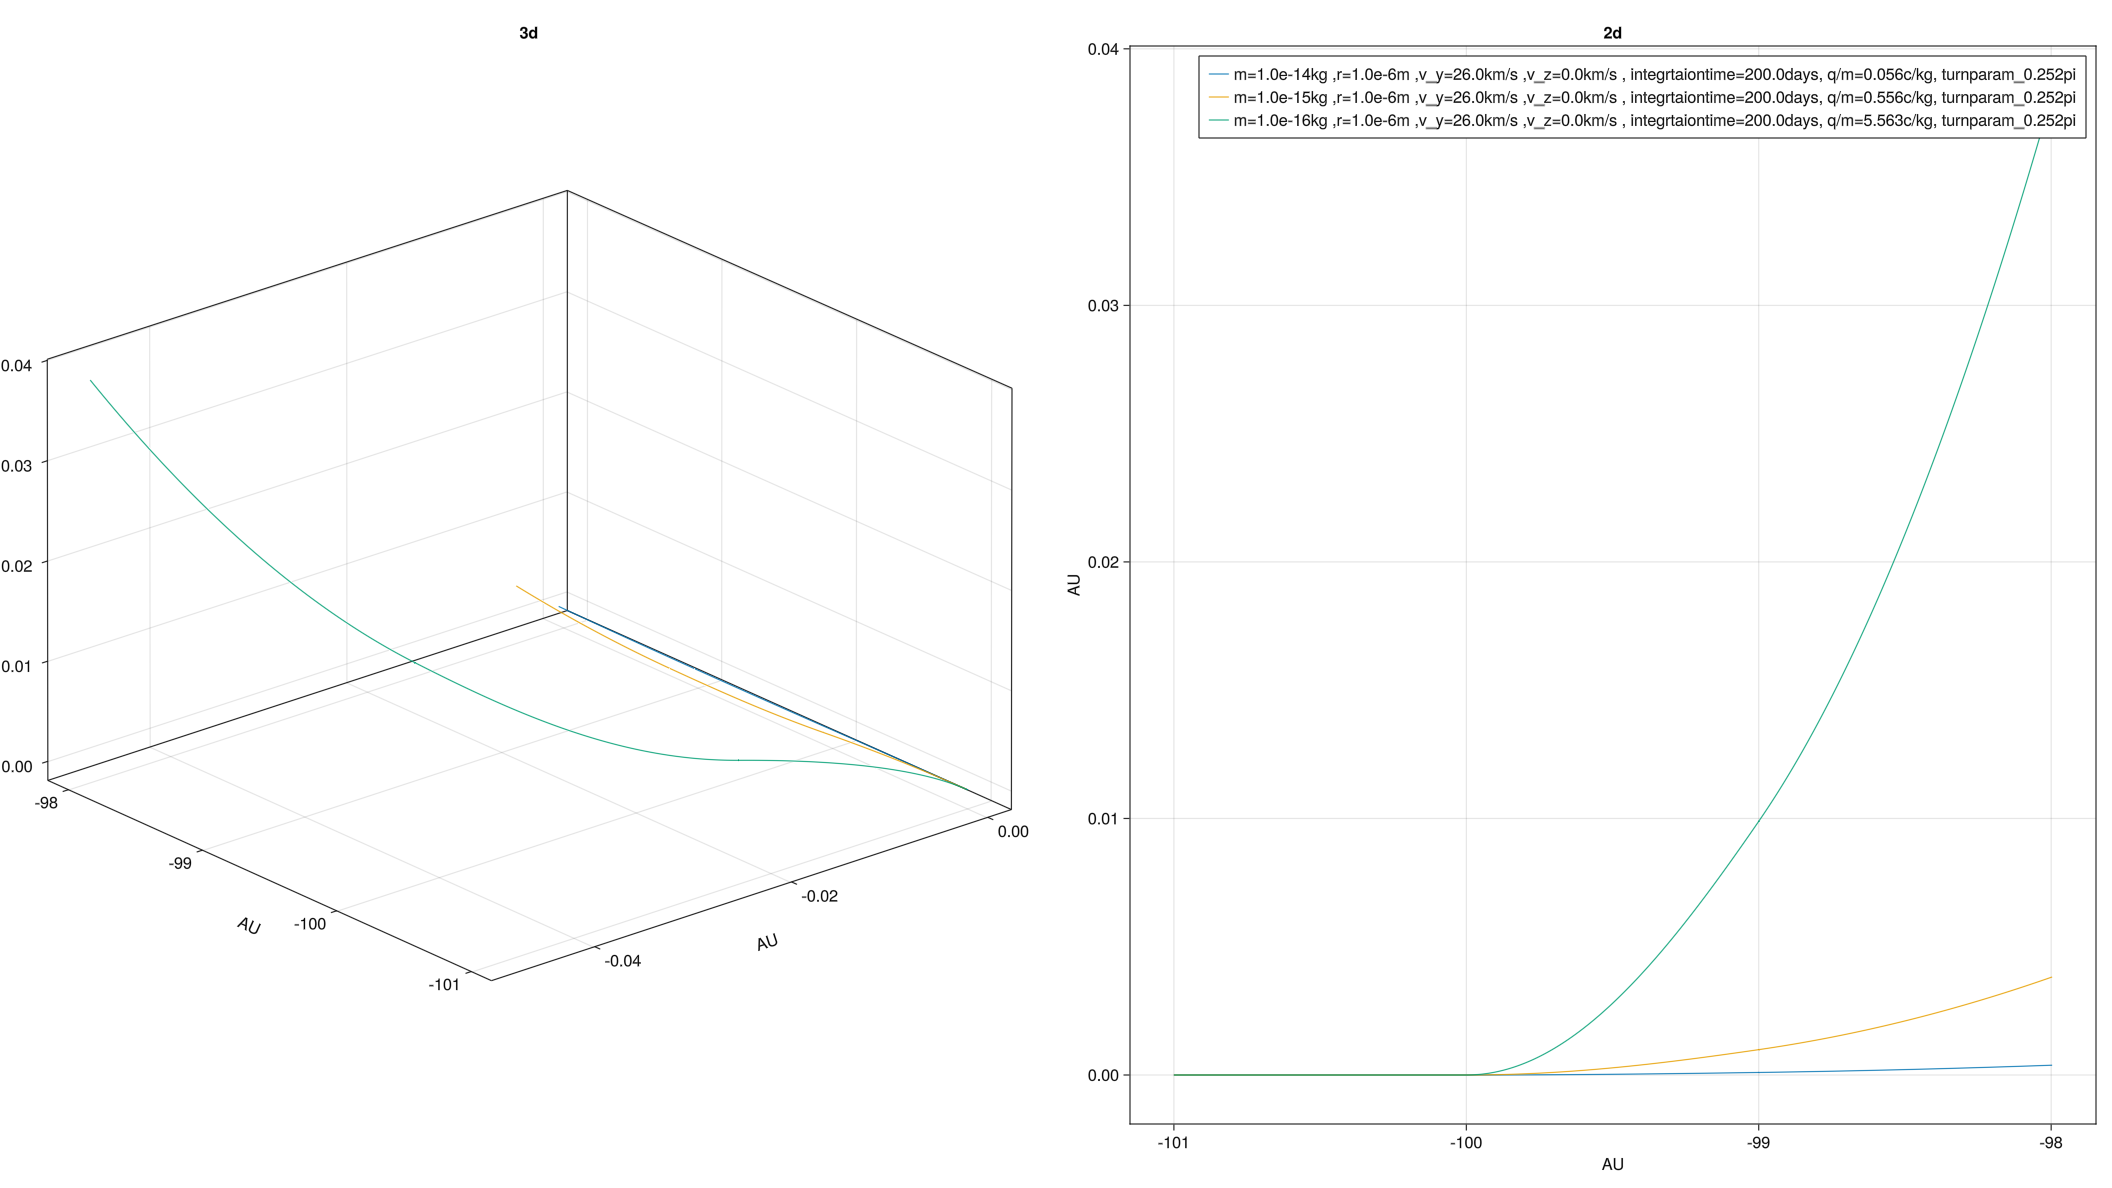 3d
0.04
0.03
0.02
0.01
0.00
-98
-99
-100
-101
AU
0.00
-0.02
-0.04
AU
2d
m=1.0e-14kg ,r=1.0e-6m ,v_y=26.0km/s ,v_z=0.0km/s , integrtaiontime=200.0days, q/m=0.056c/kg, turnparam_0.252pi
m=1.0e-15kg ,r=1.0e-6m ,v_y=26.0km/s ,v_z=0.0km/s , integrtaiontime=200.0days, q/m=0.556c/kg, turnparam_0.252pi
m=1.0e-16kg ,r=1.0e-6m ,v_y=26.0km/s ,v_z=0.0km/s , integrtaiontime=200.0days, q/m=5.563c/kg, turnparam_0.252pi
0.04
0.03
0.02
0.01
0.00
AU
-101
-100
-99
-98
AU